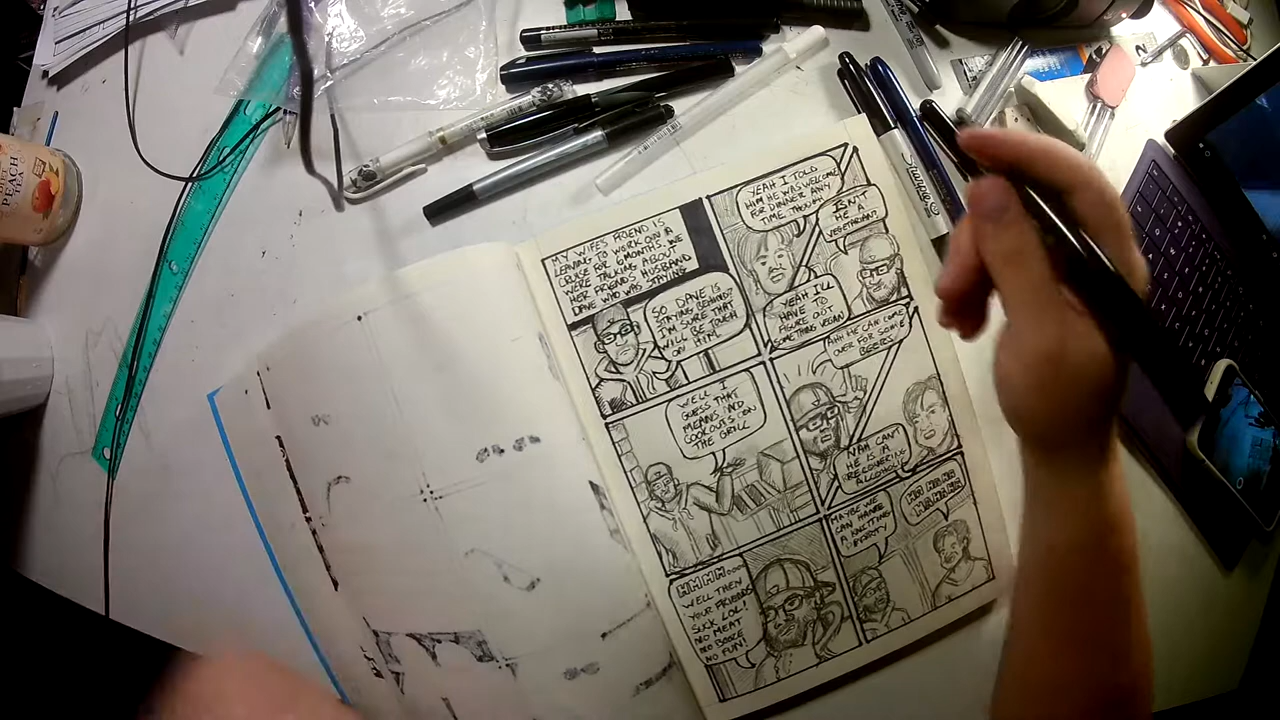 MY WIFE'S FRIEND IS
LEAVING TO WORK ON A
CRUISE FOR 6 MONTHS. WE
WERE TALKING ABOUT
HER FRIENDS HUSBAND
DAVE WHO WAS STAYING
SO DAVE IS
STAYING BEHIND?
I'M SURE THAT
WILL BE TOUGH
ON HIM.
YEAH I TOLD
HIM HE WAS WELCOME
FOR DINNER ANY
TIME THOUGH
ISN'T
HE A
VEGETARIAN?
YEAH I'LL
HAVE TO
FIGURE OUT
SOMETHING VEGAN
WELL I
GUESS THAT
MEANS NO
COOKOUTS ON
THE GRILL
AHH HE CAN COME
OVER FOR SOME
BEERS
NAH CAN'T
HE IS A
RECOVERING
ALCOHOLIC
HMMM....
WELL THEN
YOUR FRIENDS
SUCK LOL!
NO MEAT
NO BOOZE
NO FUN!
MAYBE WE
CAN HAVE
A KNITTING
PARTY
HA HA HA
HA HA HA
PEACH
TEA
Sharpie